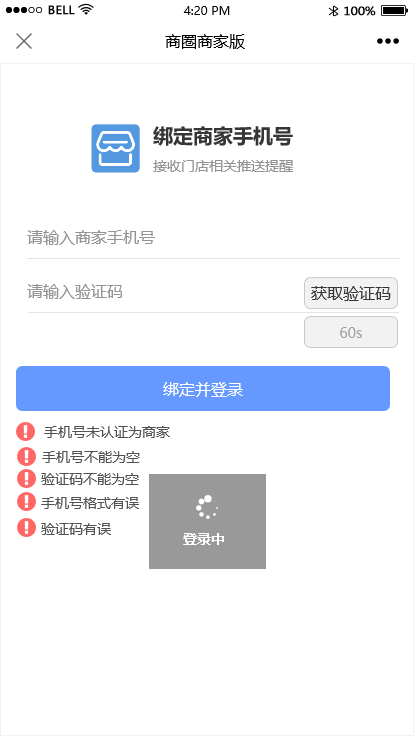 BELL 4:20 PM 100%
商圈商家版
绑定商家手机号
接收门店相关推送提醒
请输入商家手机号
请输入验证码 获取验证码
60s
绑定并登录
手机号未认证为商家
手机号不能为空
验证码不能为空
手机号格式有误
验证码有误
登录中